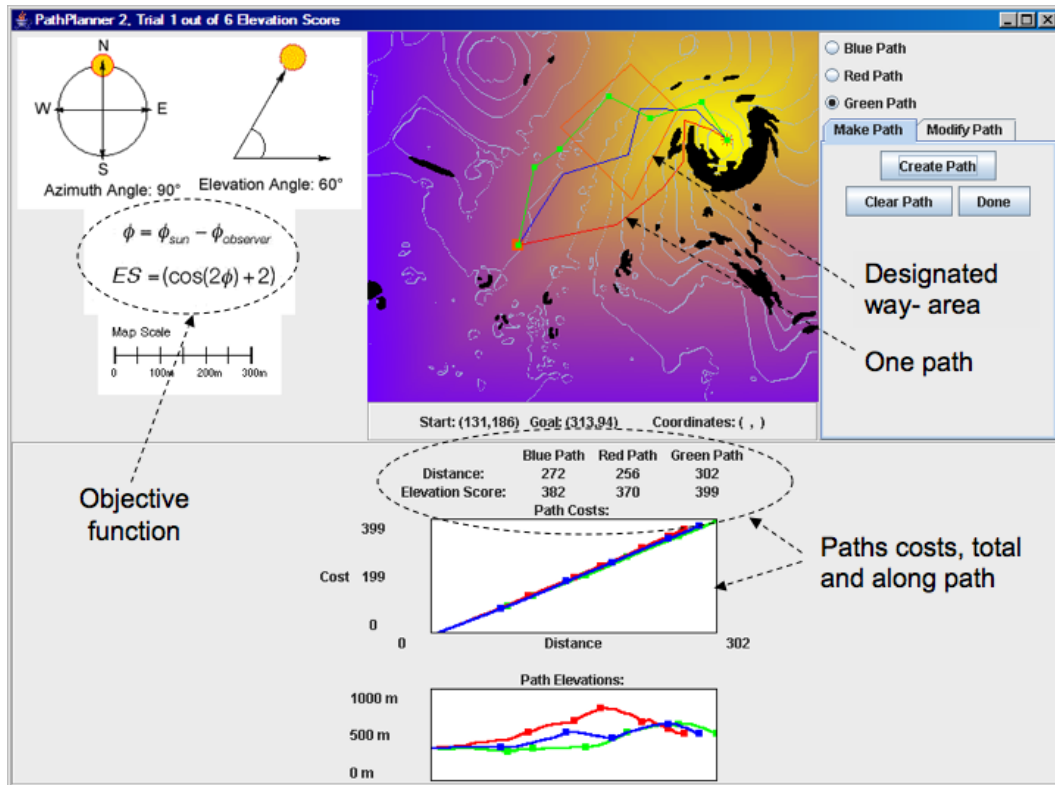 PathPlanner 2, Trial 1 out of 6 Elevation Score
N
W E
S
Azimuth Angle: 90°
Elevation Angle: 60°
ϕ = ϕsun − ϕobserver
ES = (cos(2ϕ) + 2)
Map Scale
0 100m 200m 300m
Objective
function
Start: (131,186) Goal: (313,94) Coordinates: ( , )
Blue Path
Red Path
Green Path
Make Path Modify Path
Create Path
Clear Path Done
Designated
way- area
One path
Blue Path Red Path Green Path
Distance: 272 256 302
Elevation Score: 382 370 399
Path Costs:
399
Cost 199
0
0 Distance 302
Paths costs, total
and along path
Path Elevations:
1000 m
500 m
0 m